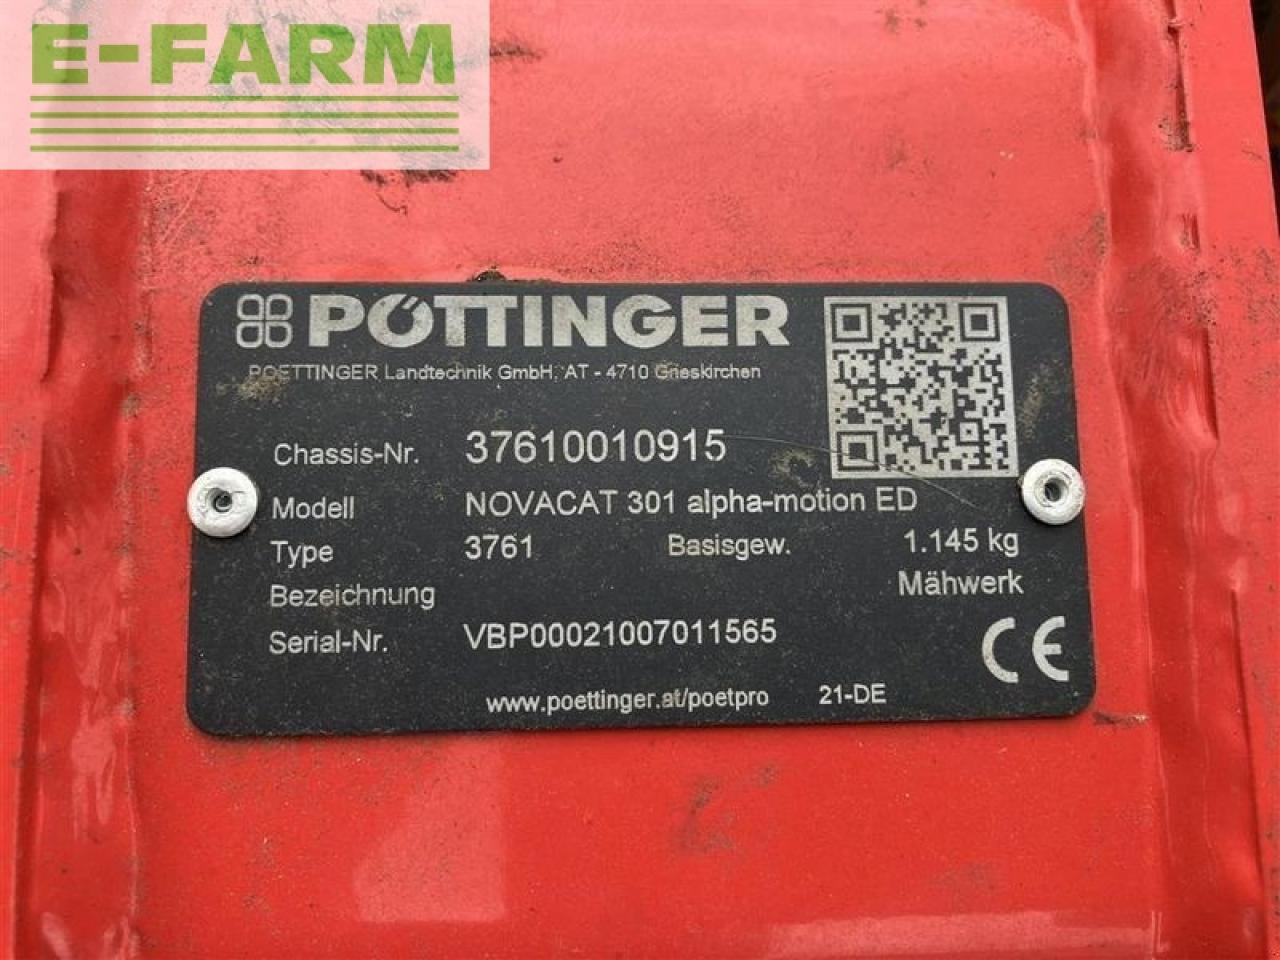 E-FARM
PÖTTINGER
POETTINGER Landtechnik GmbH, AT - 4710 Grieskirchen
Chassis-Nr. 37610010915
Modell NOVACAT 301 alpha-motion ED
Type 3761 Basisgew. 1.145 kg
Bezeichnung Mähwerk
Serial-Nr. VBP00021007011565
CE
www.poettinger.at/poetpro 21-DE